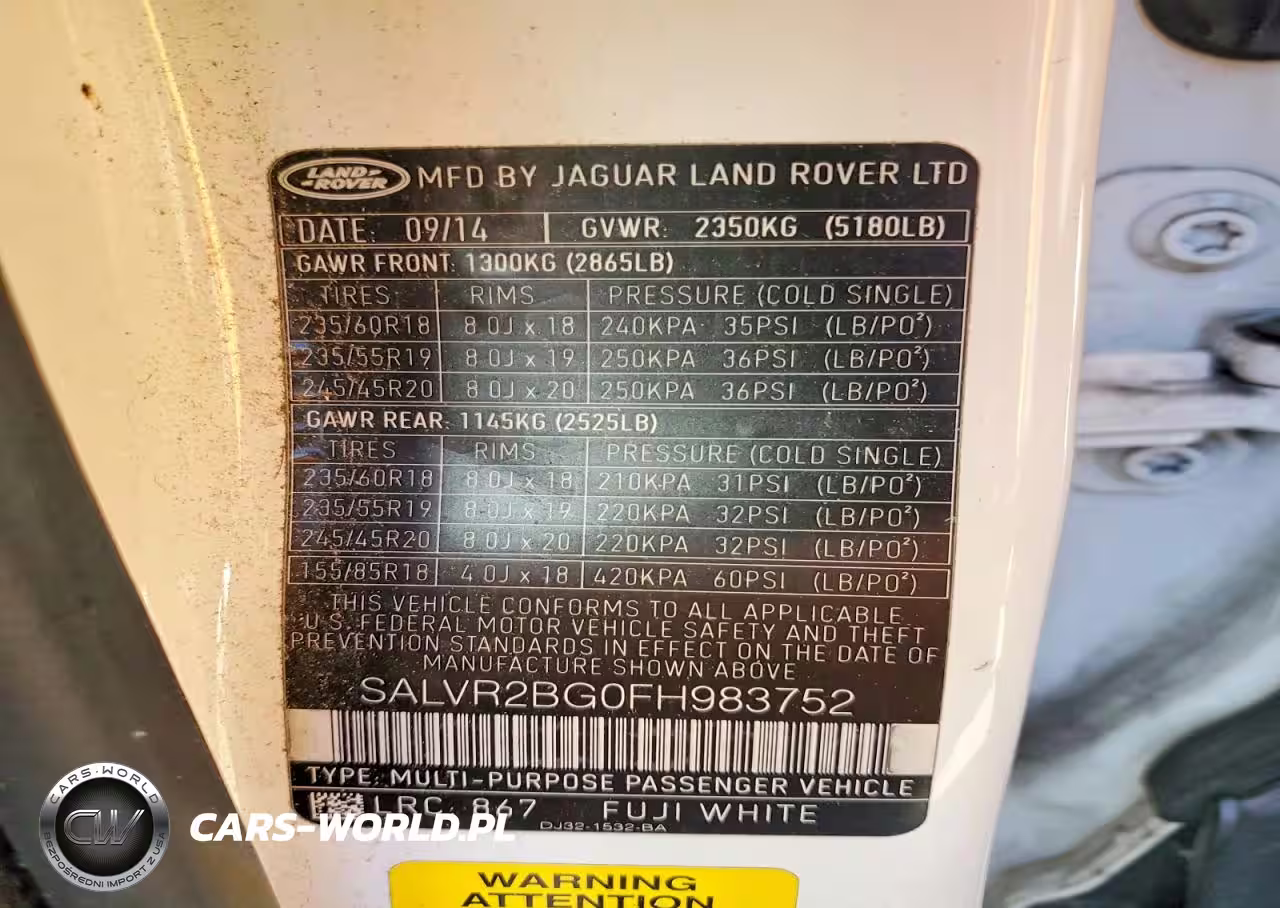 LAND ROVER MFD BY JAGUAR LAND ROVER LTD
DATE: 09/14 GVWR: 2350KG (5180LB)
GAWR FRONT: 1300KG (2865LB)
TIRES RIMS PRESSURE (COLD SINGLE)
235/60R18 8.0J x 18 240KPA 35PSI (LB/PO²)
235/55R19 8.0J x 19 250KPA 36PSI (LB/PO²)
245/45R20 8.0J x 20 250KPA 36PSI (LB/PO²)
GAWR REAR: 1145KG (2525LB)
TIRES RIMS PRESSURE (COLD SINGLE)
235/60R18 8.0J x 18 210KPA 31PSI (LB/PO²)
235/55R19 8.0J x 19 220KPA 32PSI (LB/PO²)
245/45R20 8.0J x 20 220KPA 32PSI (LB/PO²)
155/85R18 4.0J x 18 420KPA 60PSI (LB/PO²)
THIS VEHICLE CONFORMS TO ALL APPLICABLE
U.S. FEDERAL MOTOR VEHICLE SAFETY AND THEFT
PREVENTION STANDARDS IN EFFECT ON THE DATE OF
MANUFACTURE SHOWN ABOVE
SALVR2BG0FH983752
TYPE: MULTI-PURPOSE PASSENGER VEHICLE
LRC 867 FUJI WHITE
DJ32-1532-BA
WARNING
ATTENTION
CARS-WORLD
CW
BEZPOŚREDNI IMPORT Z USA
CARS-WORLD.PL